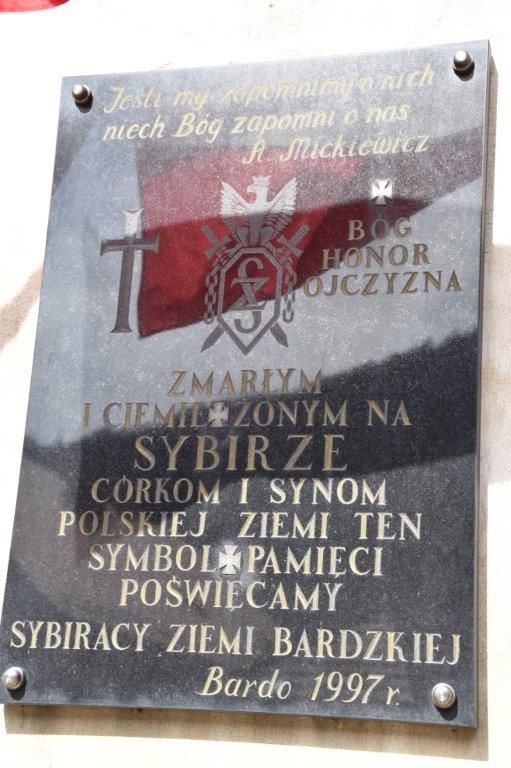 Jeśli my zapomnimy o nich
niech Bóg zapomni o nas
A. Mickiewicz
BÓG
HONOR
OJCZYZNA
ZMARŁYM
I CIEMIĘZONYM NA
SYBIRZE
CÓRKOM I SYNOM
POLSKIEJ ZIEMI TEN
SYMBOL PAMIĘCI
POŚWIĘCAMY
SYBIRACY ZIEMI BARDZKIEJ
Bardo 1997 r.